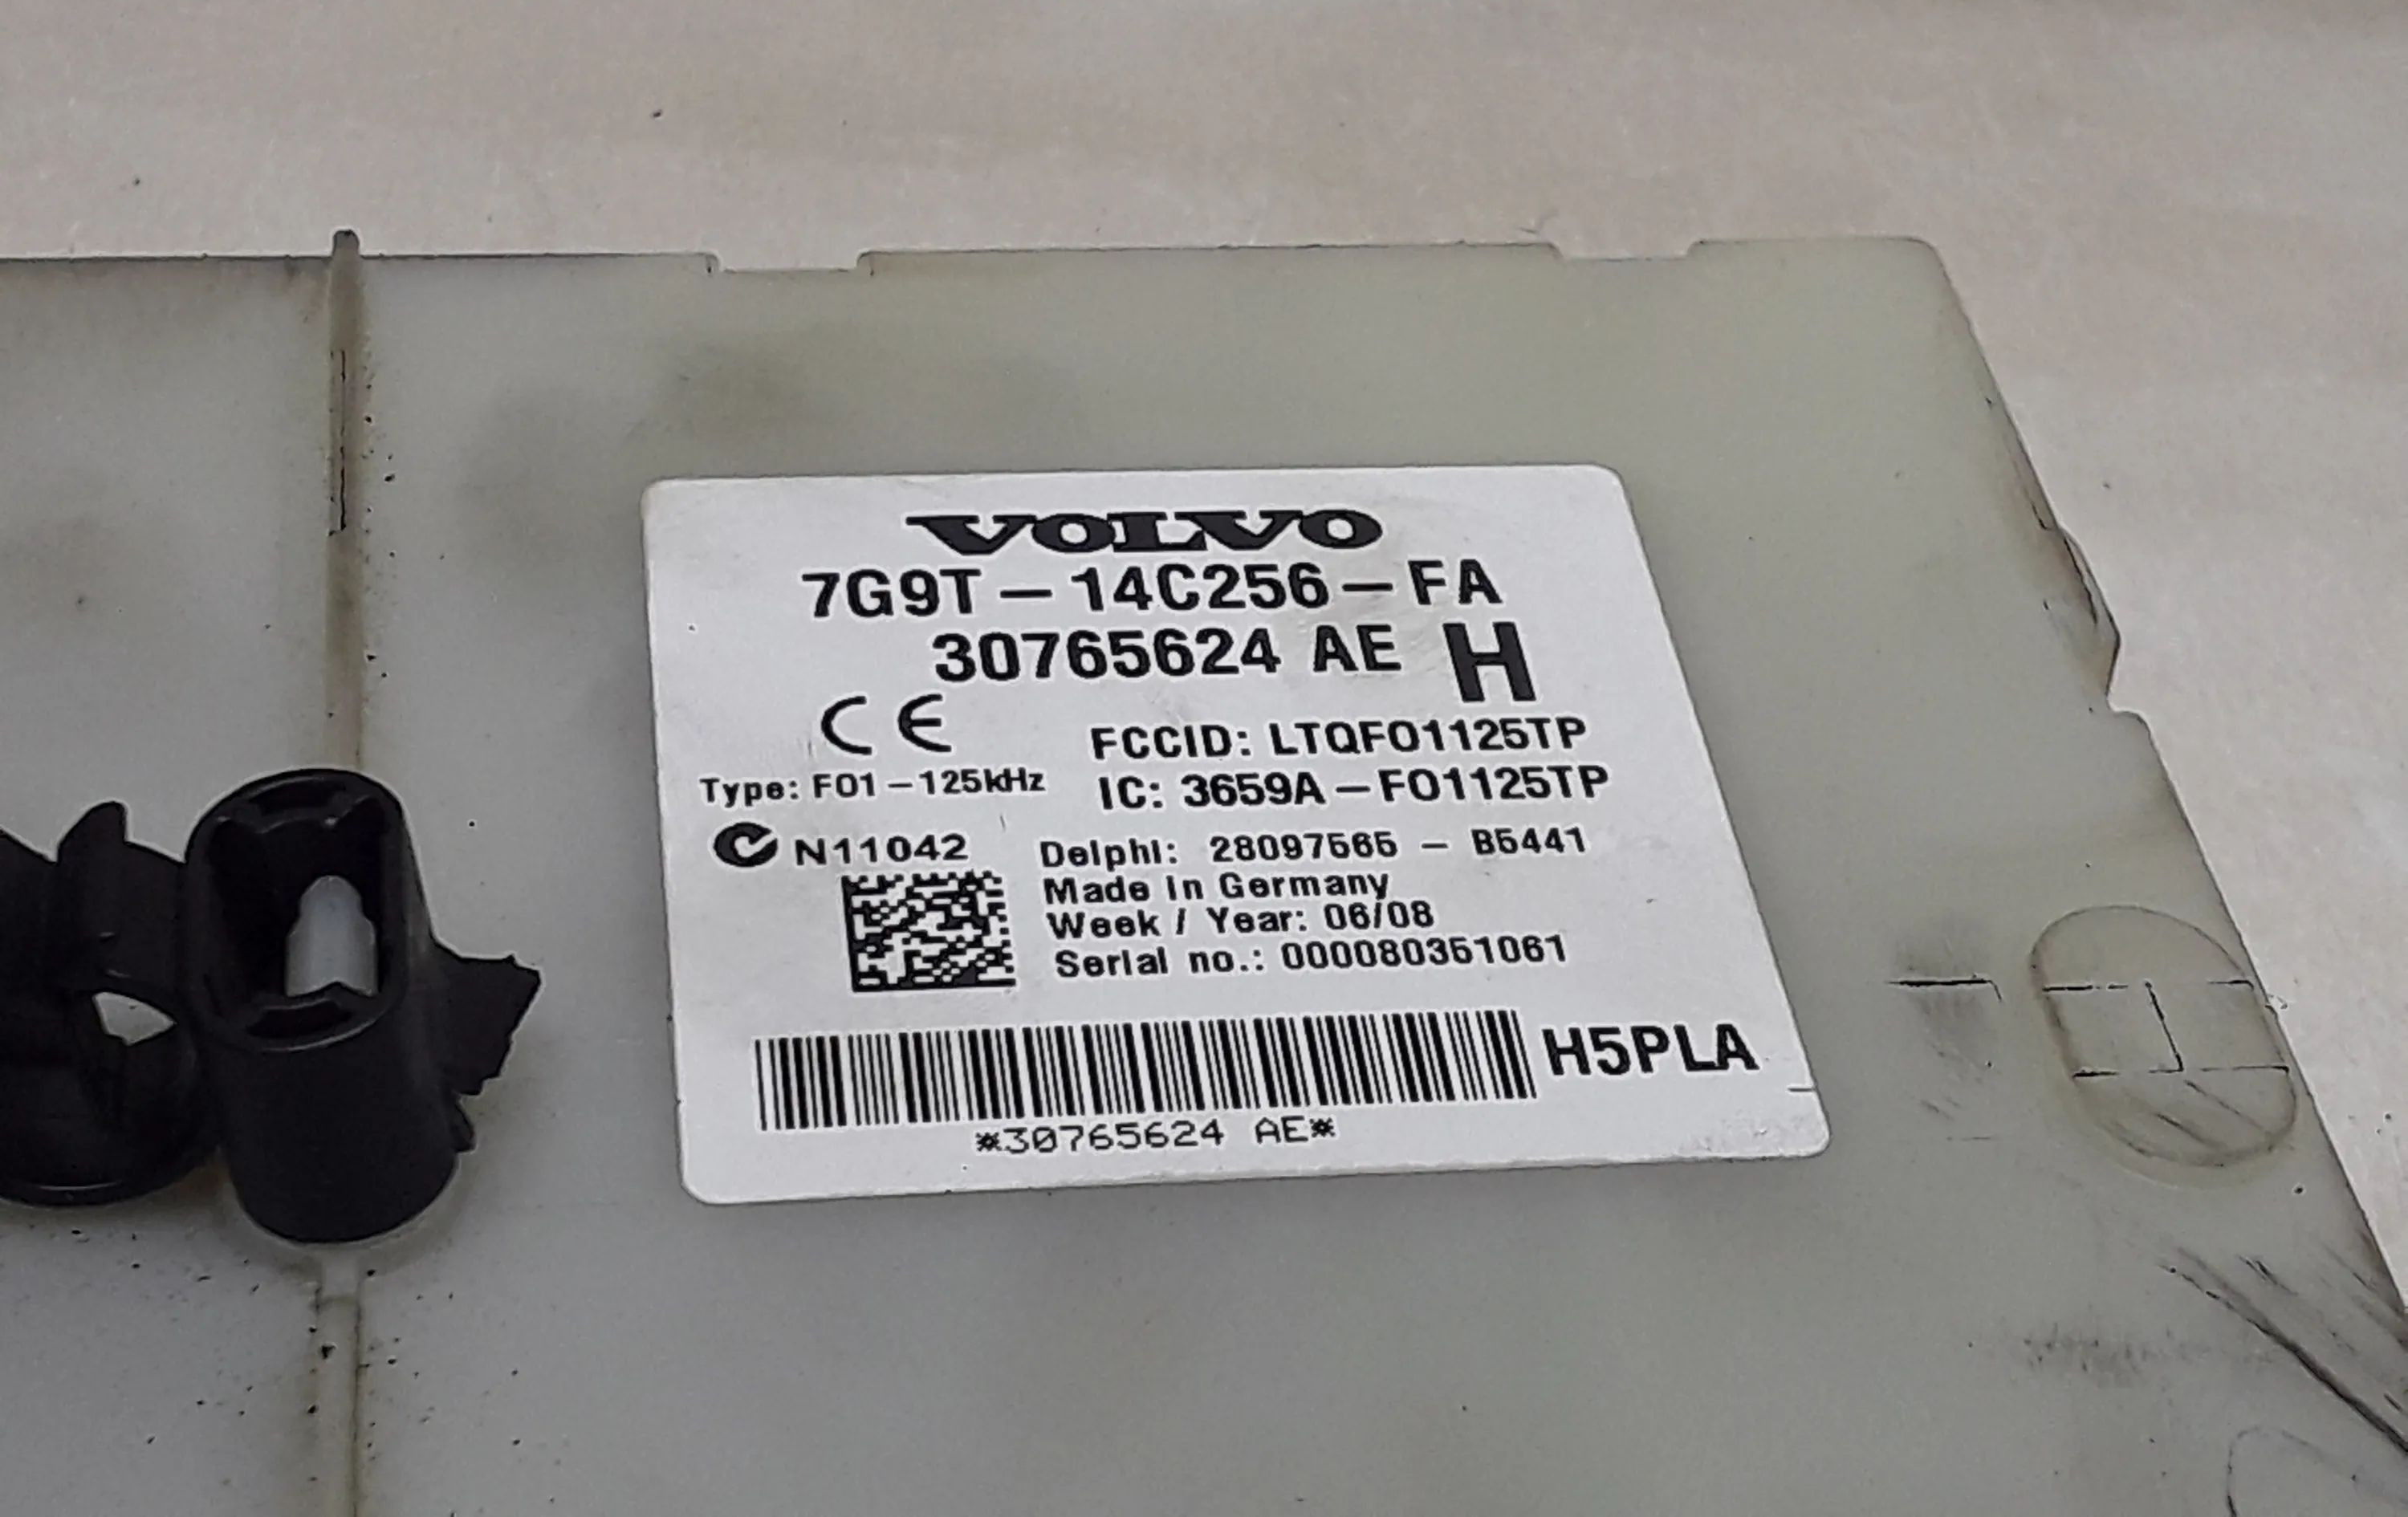 VOLVO
7G9T-14C256-FA
30765624 AE H
CE
FCCID: LTQFO1125TP
Type: FO1-125kHz
IC: 3659A-FO1125TP
N11042
Delphi: 28097565 - B5441
Made in Germany
Week / Year: 06/08
Serial no.: 000080351061
H5PLA
*30765624 AE*